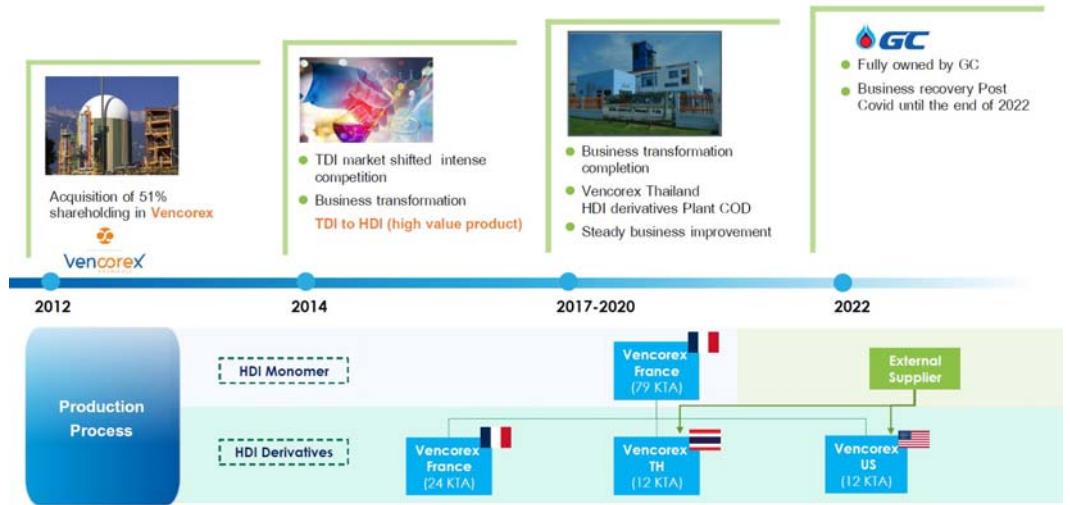 Acquisition of 51%
shareholding in Vencorex
vencorex
TDI market shifted intense
competition
Business transformation
TDI to HDI (high value product)
Business transformation
completion
Vencorex Thailand
HDI derivatives Plant COD
Steady business improvement
GC
Fully owned by GC
Business recovery Post
Covid until the end of 2022
2012
2014
2017-2020
2022
Production
Process
HDI Monomer
Vencorex
France
(79 KTA)
External
Supplier
HDI Derivatives
Vencorex
France
(24 KTA)
Vencorex
TH
(12 KTA)
Vencorex
US
(12 KTA)